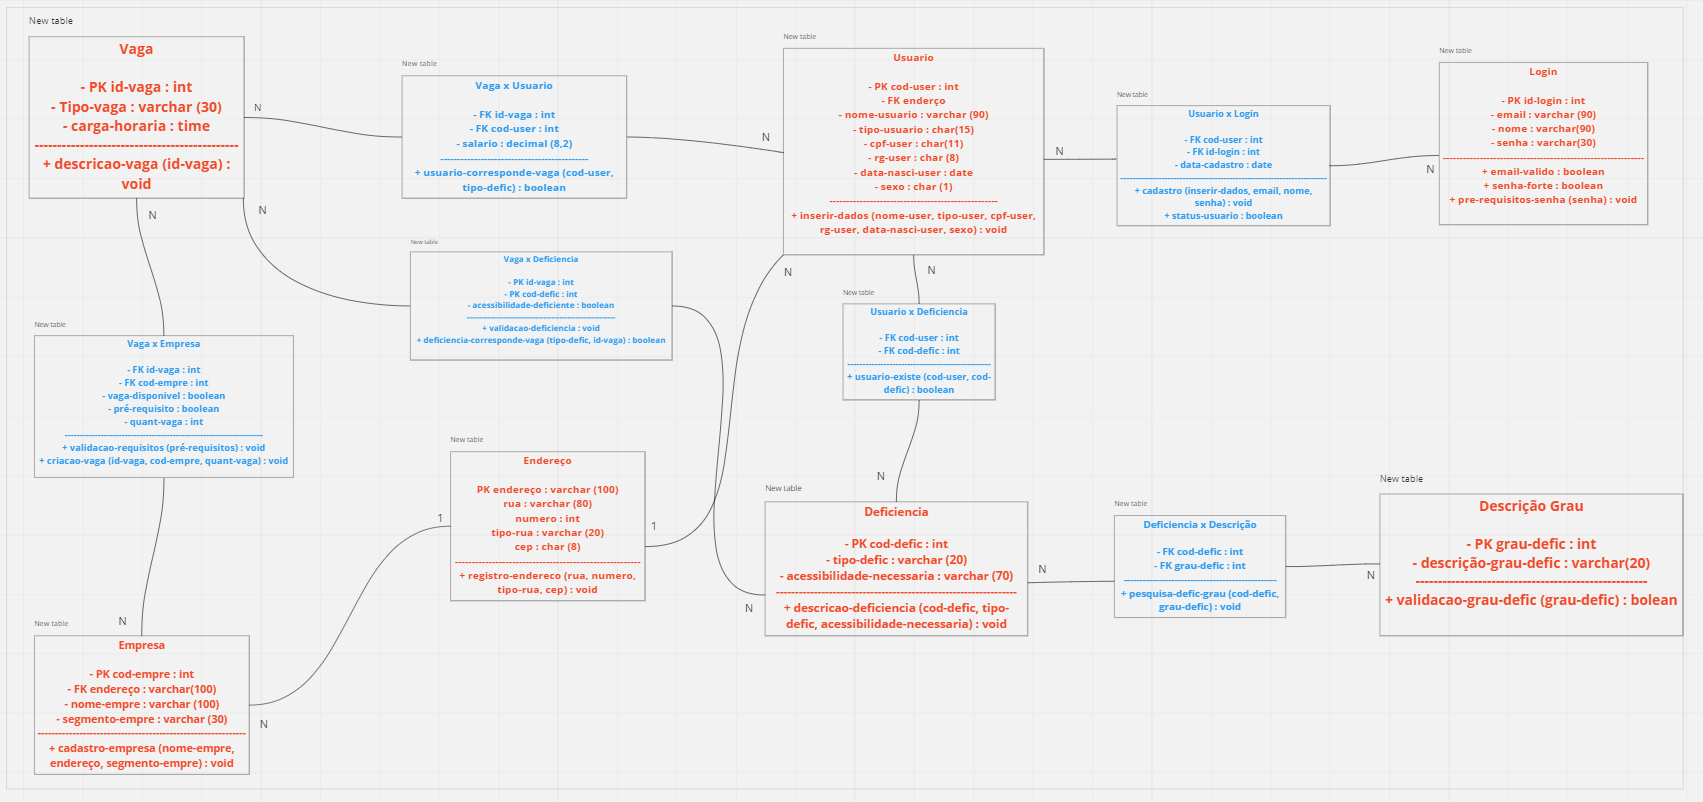 New table
Vaga
- PK id-vaga : int
- Tipo-vaga : varchar (30)
- carga-horaria : time
---------------------------------------------
+ descricao-vaga (id-vaga) :
void
N
N
N
New table
Vaga x Usuario
- FK id-vaga : int
- FK cod-user : int
- salario : decimal (8,2)
---------------------------------------------
+ usuario-corresponde-vaga (cod-user,
tipo-defic) : boolean
N
New table
Usuario
- PK cod-user : int
- FK enderço
- nome-usuario : varchar (90)
- tipo-usuario : char(15)
- cpf-user : char(11)
- rg-user : char (8)
- data-nasci-user : date
- sexo : char (1)
---------------------------------------------
+ inserir-dados (nome-user, tipo-user, cpf-user,
rg-user, data-nasci-user, sexo) : void
N
N
N
New table
Usuario x Login
- FK cod-user : int
- FK id-login : int
- data-cadastro : date
---------------------------------------------
+ cadastro (inserir-dados, email, nome,
senha) : void
+ status-usuario : boolean
N
New table
Login
- PK id-login : int
- email : varchar (90)
- nome : varchar(90)
- senha : varchar(30)
---------------------------------------------
+ email-valido : boolean
+ senha-forte : boolean
+ pre-requisitos-senha (senha) : void
New table
Vaga x Deficiencia
- PK id-vaga : int
- PK cod-defic : int
- acessibilidade-deficiente : boolean
---------------------------------------------
+ validacao-deficiencia : void
+ deficiencia-corresponde-vaga (tipo-defic, id-vaga) : boolean
New table
Usuario x Deficiencia
- FK cod-user : int
- FK cod-defic : int
---------------------------------------------
+ usuario-existe (cod-user, cod-
defic) : boolean
N
New table
Vaga x Empresa
- FK id-vaga : int
- FK cod-empre : int
- vaga-disponivel : boolean
- pré-requisito : boolean
- quant-vaga : int
---------------------------------------------
+ validacao-requisitos (pré-requisitos) : void
+ criacao-vaga (id-vaga, cod-empre, quant-vaga) : void
N
New table
Endereço
PK endereço : varchar (100)
rua : varchar (80)
numero : int
tipo-rua : varchar (20)
cep : char (8)
---------------------------------------------
+ registro-endereco (rua, numero,
tipo-rua, cep) : void
1
1
New table
Deficiencia
- PK cod-defic : int
- tipo-defic : varchar (20)
- acessibilidade-necessaria : varchar (70)
---------------------------------------------
+ descricao-deficiencia (cod-defic, tipo-
defic, acessibilidade-necessaria) : void
N
N
New table
Deficiencia x Descrição
- FK cod-defic : int
- FK grau-defic : int
---------------------------------------------
+ pesquisa-defic-grau (cod-defic,
grau-defic) : void
N
New table
Descrição Grau
- PK grau-defic : int
- descrição-grau-defic : varchar(20)
---------------------------------------------
+ validacao-grau-defic (grau-defic) : bolean
New table
Empresa
- PK cod-empre : int
- FK endereço : varchar(100)
- nome-empre : varchar (100)
- segmento-empre : varchar (30)
---------------------------------------------
+ cadastro-empresa (nome-empre,
endereço, segmento-empre) : void
N